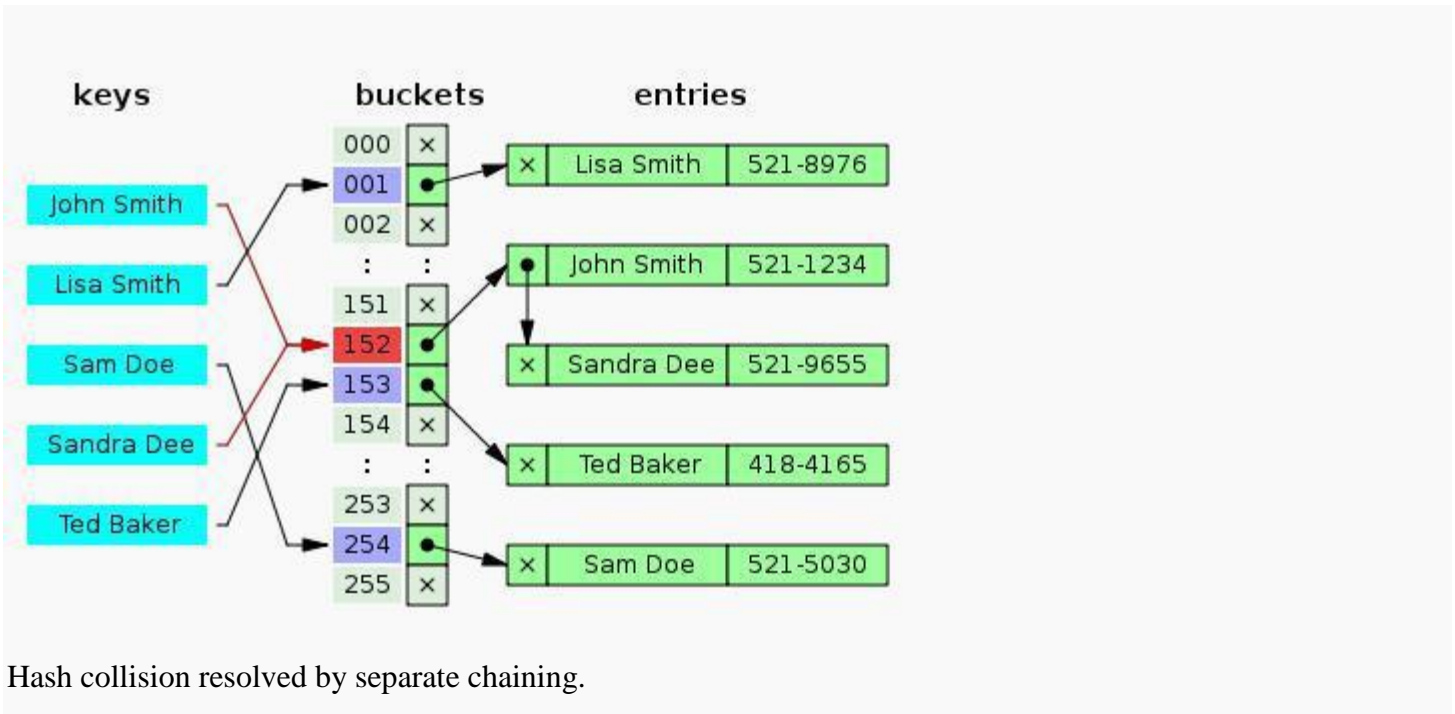 keys buckets entries
000 ×
× Lisa Smith 521-8976
001
John Smith
002 ×
× John Smith 521-1234
: :
Lisa Smith
151 ×
152
Sam Doe
× Sandra Dee 521-9655
153
154 ×
Sandra Dee
: :
× Ted Baker 418-4165
253 ×
Ted Baker
254
× Sam Doe 521-5030
255 ×
Hash collision resolved by separate chaining.